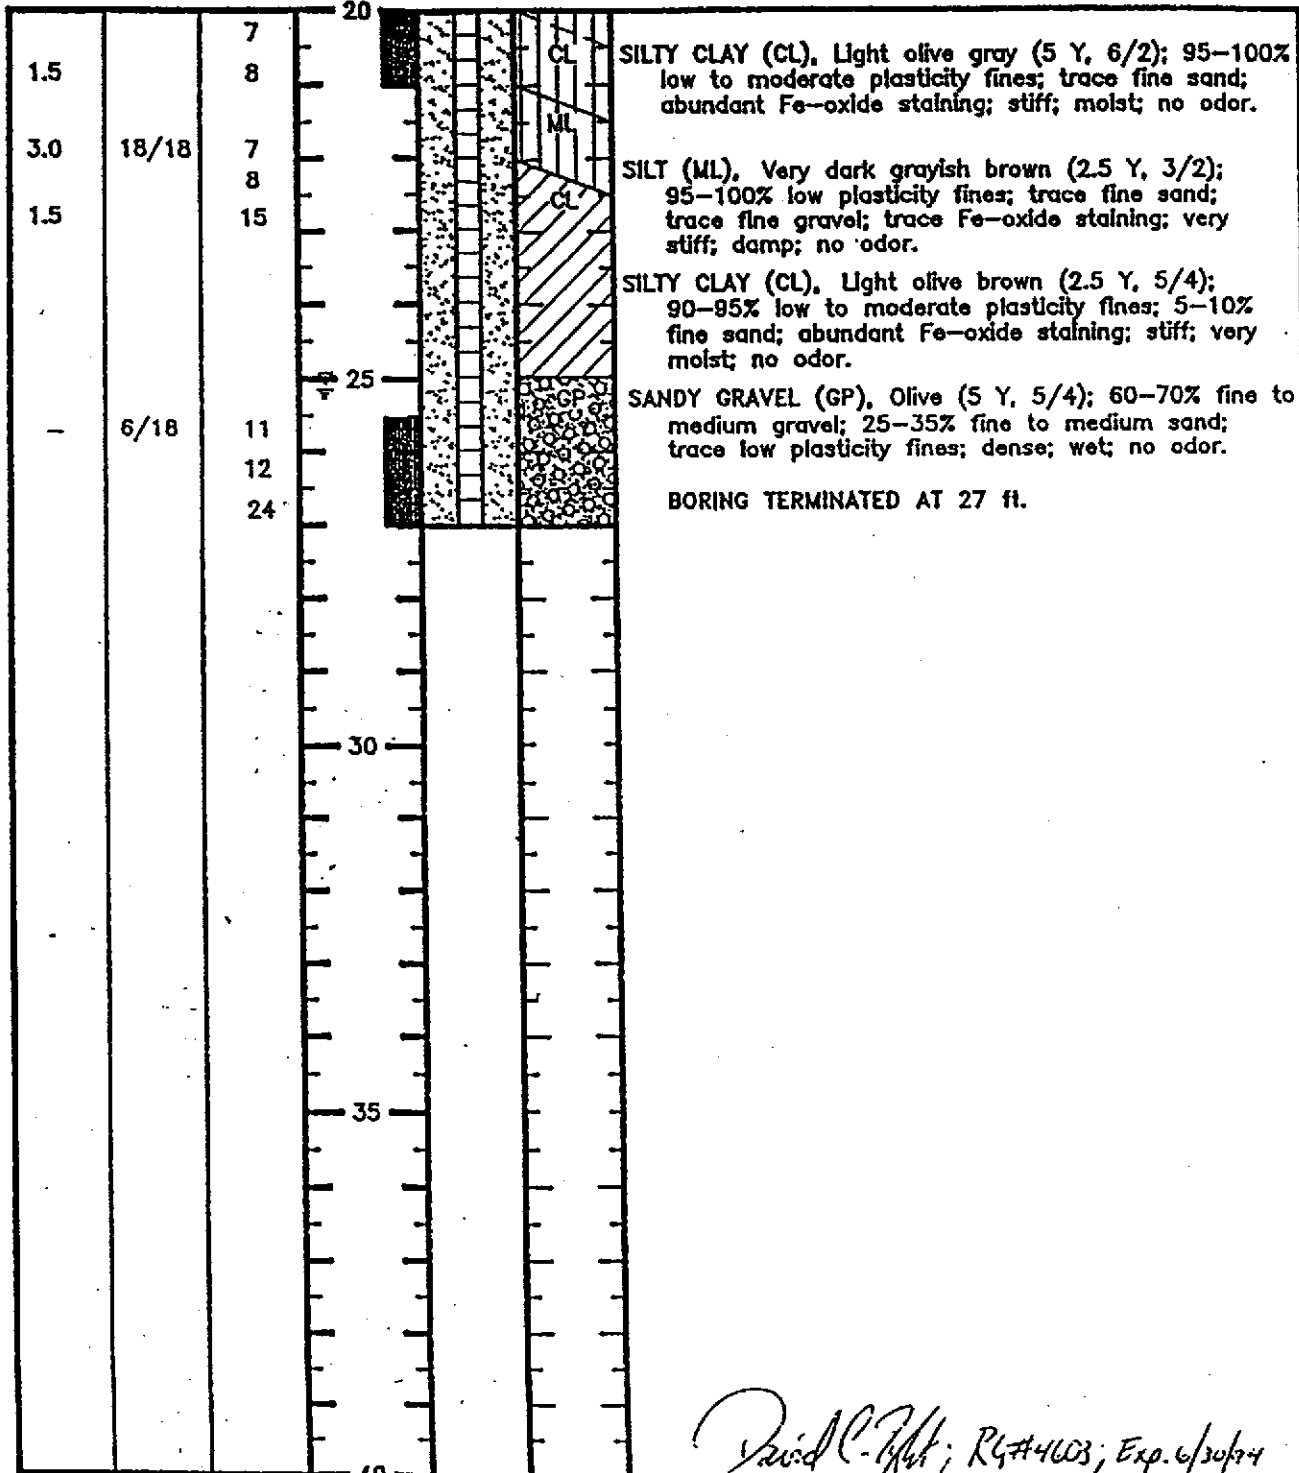 20
7
1.5 8
CL
SILTY CLAY (CL), Light olive gray (5 Y, 6/2); 95–100%
low to moderate plasticity fines; trace fine sand;
abundant Fe–oxide staining; stiff; moist; no odor.
ML
3.0 18/18 7
8
1.5 15
CL
SILT (ML), Very dark grayish brown (2.5 Y, 3/2);
95–100% low plasticity fines; trace fine sand;
trace fine gravel; trace Fe–oxide staining; very
stiff; damp; no odor.
SILTY CLAY (CL), Light olive brown (2.5 Y, 5/4);
90–95% low to moderate plasticity fines; 5–10%
fine sand; abundant Fe–oxide staining; stiff; very
moist; no odor.
25
GP
SANDY GRAVEL (GP), Olive (5 Y, 5/4); 60–70% fine to
medium gravel; 25–35% fine to medium sand;
trace low plasticity fines; dense; wet; no odor.
– 6/18 11
12
24
BORING TERMINATED AT 27 ft.
30
35
40
David C. ; RG#4603; Exp. 6/30/94